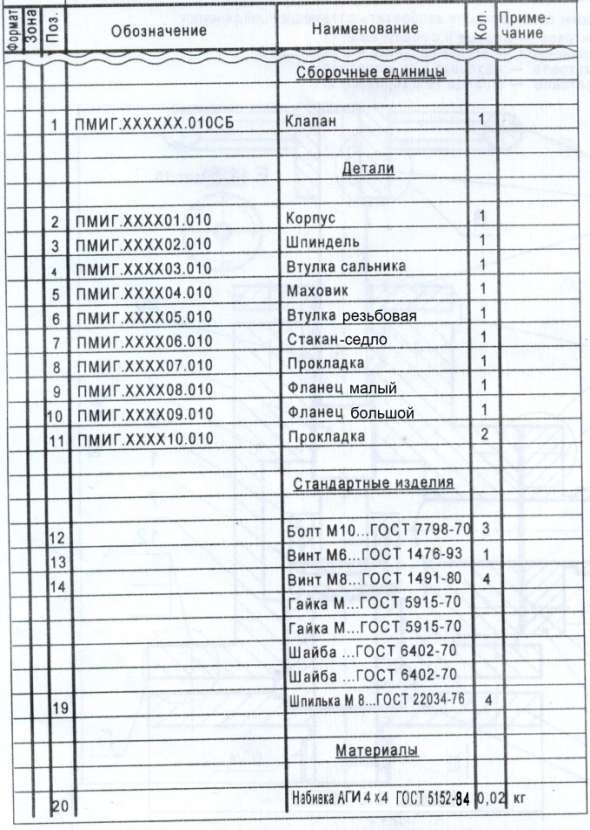 Формат Зона Поз. Обозначение Наименование Кол. Приме-
чание
Сборочные единицы
1 ПМИГ.XXXXXX.010СБ Клапан 1
Детали
2 ПМИГ.XXXX01.010 Корпус 1
3 ПМИГ.XXXX02.010 Шпиндель 1
4 ПМИГ.XXXX03.010 Втулка сальника 1
5 ПМИГ.XXXX04.010 Маховик 1
6 ПМИГ.XXXX05.010 Втулка резьбовая 1
7 ПМИГ.XXXX06.010 Стакан-седло 1
8 ПМИГ.XXXX07.010 Прокладка 1
9 ПМИГ.XXXX08.010 Фланец малый 1
10 ПМИГ.XXXX09.010 Фланец большой 1
11 ПМИГ.XXXX10.010 Прокладка 2
Стандартные изделия
12 Болт М10...ГОСТ 7798-70 3
13 Винт М6...ГОСТ 1476-93 1
14 Винт М8...ГОСТ 1491-80 4
Гайка М...ГОСТ 5915-70
Гайка М...ГОСТ 5915-70
Шайба ...ГОСТ 6402-70
Шайба ...ГОСТ 6402-70
19 Шпилька М 8...ГОСТ 22034-76 4
Материалы
20 Набивка АГИ 4 x4 ГОСТ 5152-84 0,02 кг